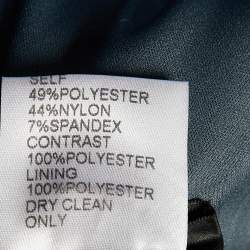 SELF
49%POLYESTER
44%NYLON
7%SPANDEX
CONTRAST
100%POLYESTER
LINING
100%POLYESTER
DRY CLEAN
ONLY